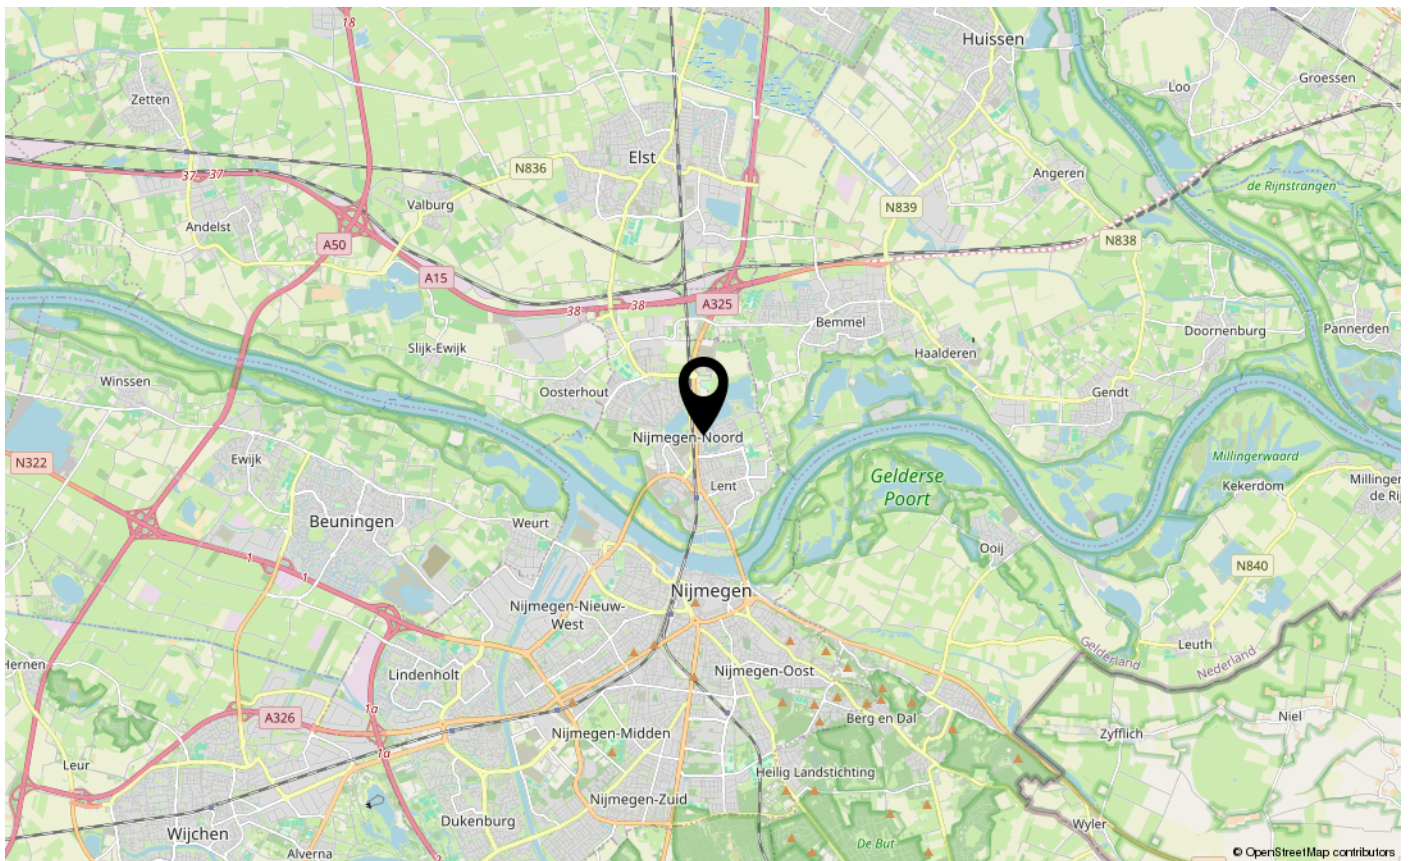 18
Huissen
Groessen
Loo
Zetten
Elst
N836
Angeren
37
37
de Rijnstrangen
Valburg
N839
Andelst
A50
N838
A15
38
38
A325
Bemmel
Doornenburg
Pannerden
Slijk-Ewijk
Haalderen
Winssen
Oosterhout
Gendt
Nijmegen-Noord
Ewijk
N322
Millingerwaard
Gelderse
Poort
Lent
Kekerdom
Millinger
de Rij
Beuningen
Weurt
Ooij
1
1
N840
Nijmegen
Nijmegen-Nieuw-
West
Gelderland
Nederland
Leuth
Hernen
Lindenholt
Nijmegen-Oost
1a
A326
Berg en Dal
Niel
Zyfflich
Nijmegen-Midden
1a
Leur
Heilig Landstichting
Nijmegen-Zuid
Dukenburg
Wyler
Wijchen
De But
Alverna
2
© OpenStreetMap contributors